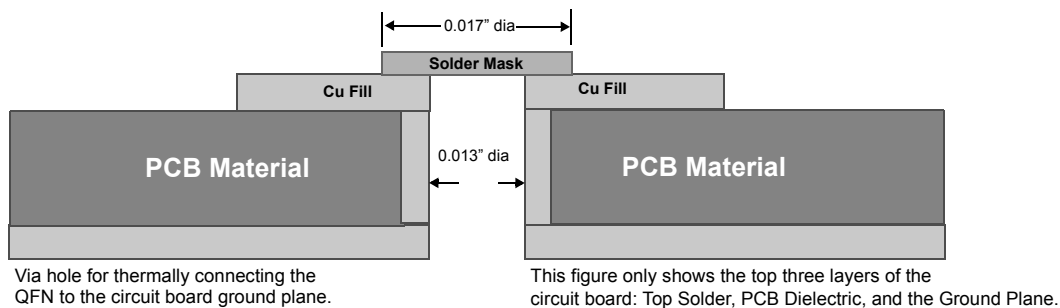 0.017” dia
Solder Mask
Cu Fill
Cu Fill
PCB Material
0.013” dia
PCB Material
Via hole for thermally connecting the
QFN to the circuit board ground plane.
This figure only shows the top three layers of the
circuit board: Top Solder, PCB Dielectric, and the Ground Plane.